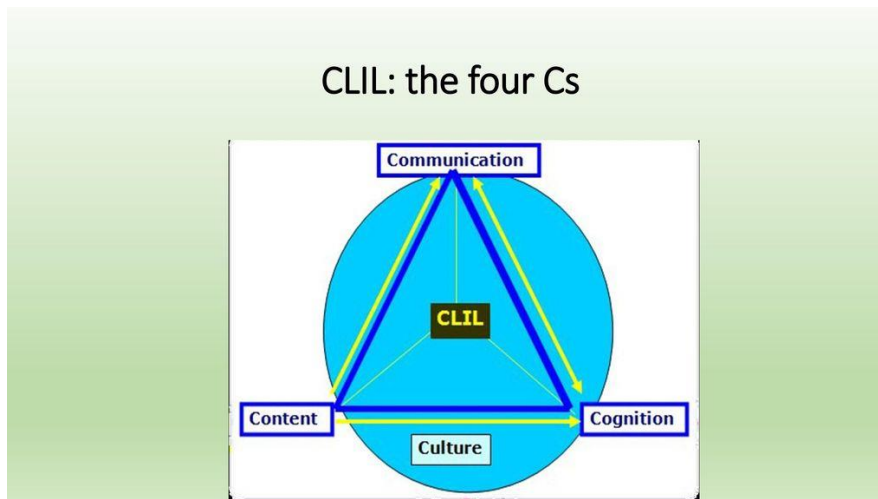 CLIL: the four Cs
Communication
CLIL
Content
Cognition
Culture